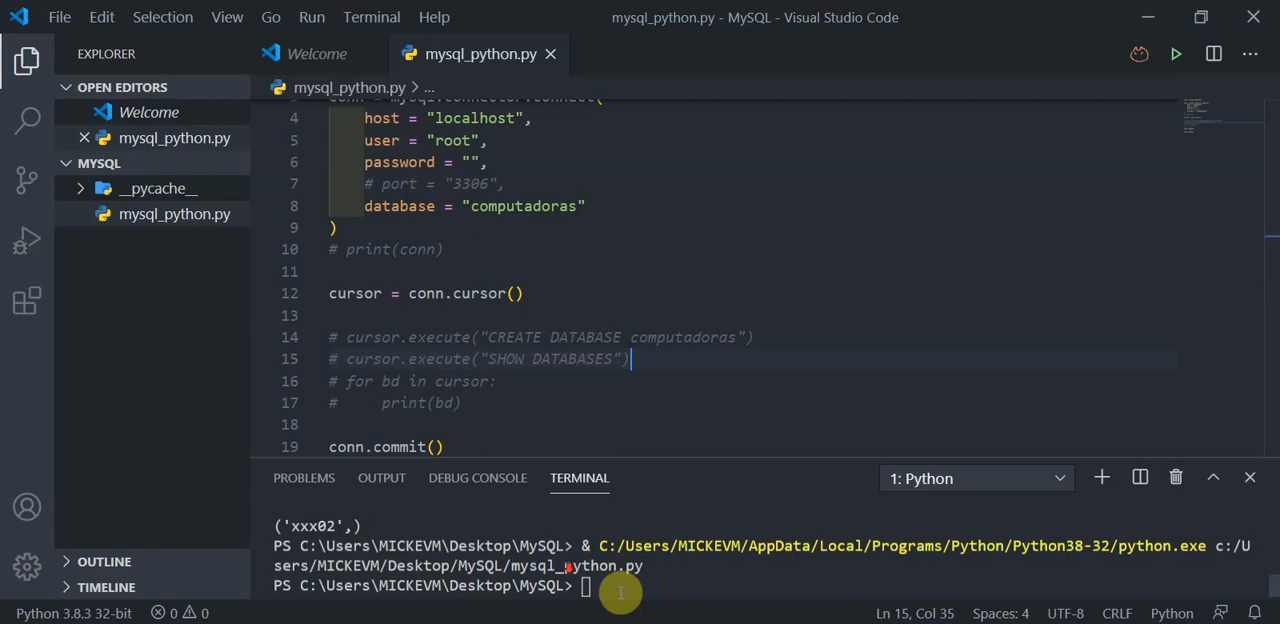 File Edit Selection View Go Run Terminal Help mysql_python.py - MySQL - Visual Studio Code
EXPLORER
Welcome
mysql_python.py
OPEN EDITORS
Welcome
mysql_python.py
MYSQL
__pycache__
mysql_python.py
OUTLINE
TIMELINE
mysql_python.py > ...
conn = mysql.connector.connect(
4 host = "localhost",
5 user = "root",
6 password = "",
7 # port = "3306",
8 database = "computadoras"
9 )
10 # print(conn)
11
12 cursor = conn.cursor()
13
14 # cursor.execute("CREATE DATABASE computadoras")
15 # cursor.execute("SHOW DATABASES")
16 # for bd in cursor:
17 #     print(bd)
18
19 conn.commit()
PROBLEMS OUTPUT DEBUG CONSOLE TERMINAL 1: Python
('xxx02',)
PS C:\Users\MICKEVM\Desktop\MySQL> & C:/Users/MICKEVM/AppData/Local/Programs/Python/Python38-32/python.exe c:/U
sers/MICKEVM/Desktop/MySQL/mysql_python.py
PS C:\Users\MICKEVM\Desktop\MySQL>
Python 3.8.3 32-bit 0 0 Ln 15, Col 35 Spaces: 4 UTF-8 CRLF Python